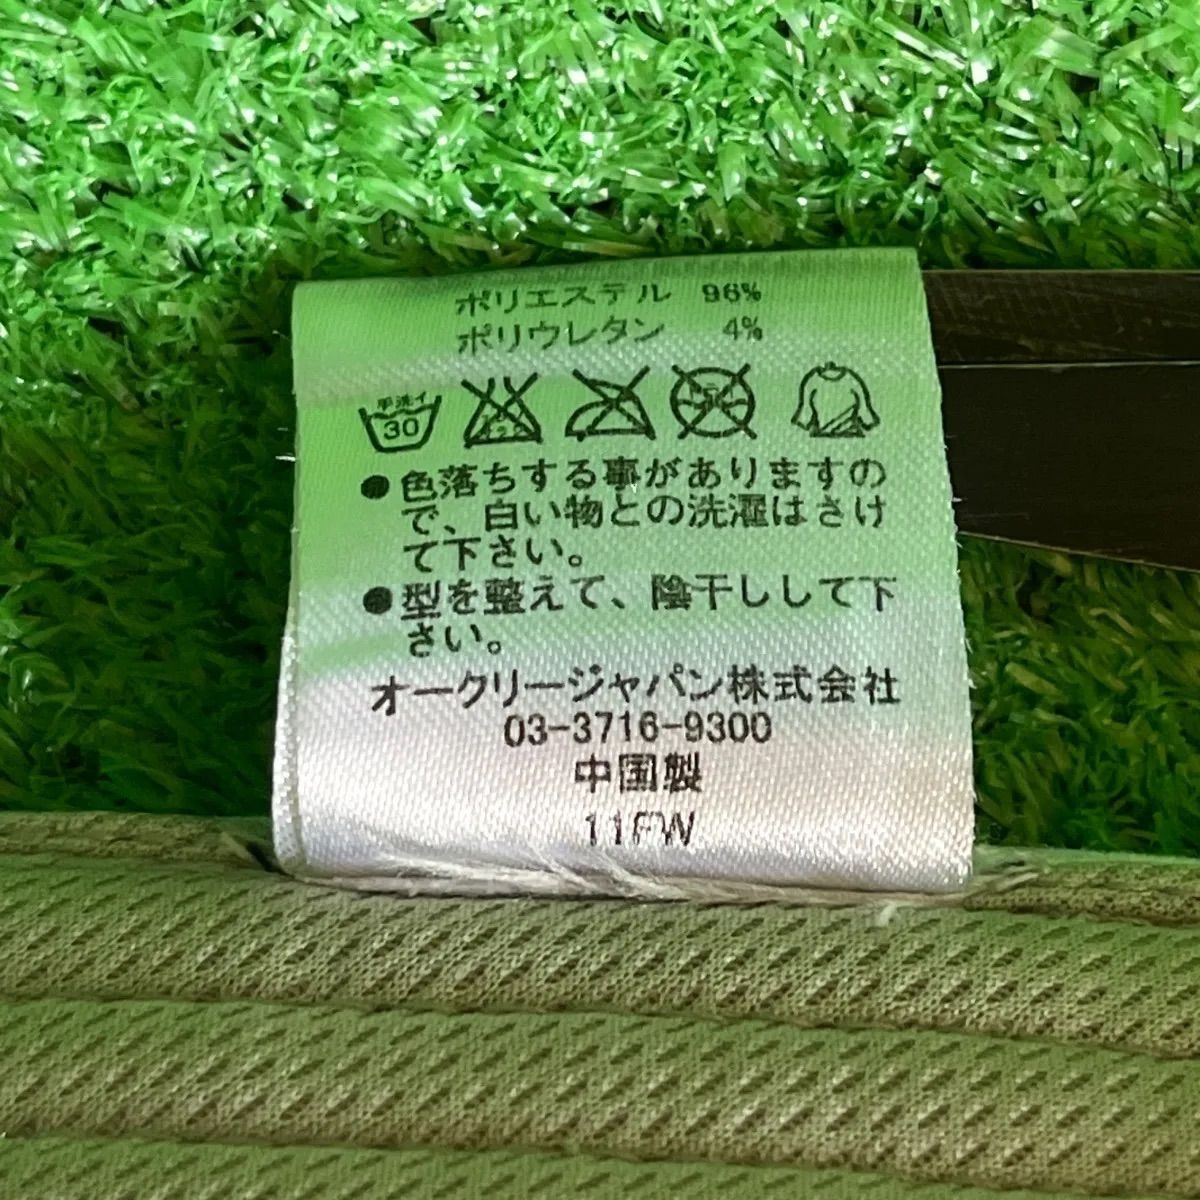 ポリエステル 96%
ポリウレタン 4%
手洗イ
30
●色落ちする事がありますの
で、白い物との洗濯はさけ
て下さい。
●型を整えて、陰干しして下
さい。
オークリージャパン株式会社
03-3716-9300
中国製
11FW